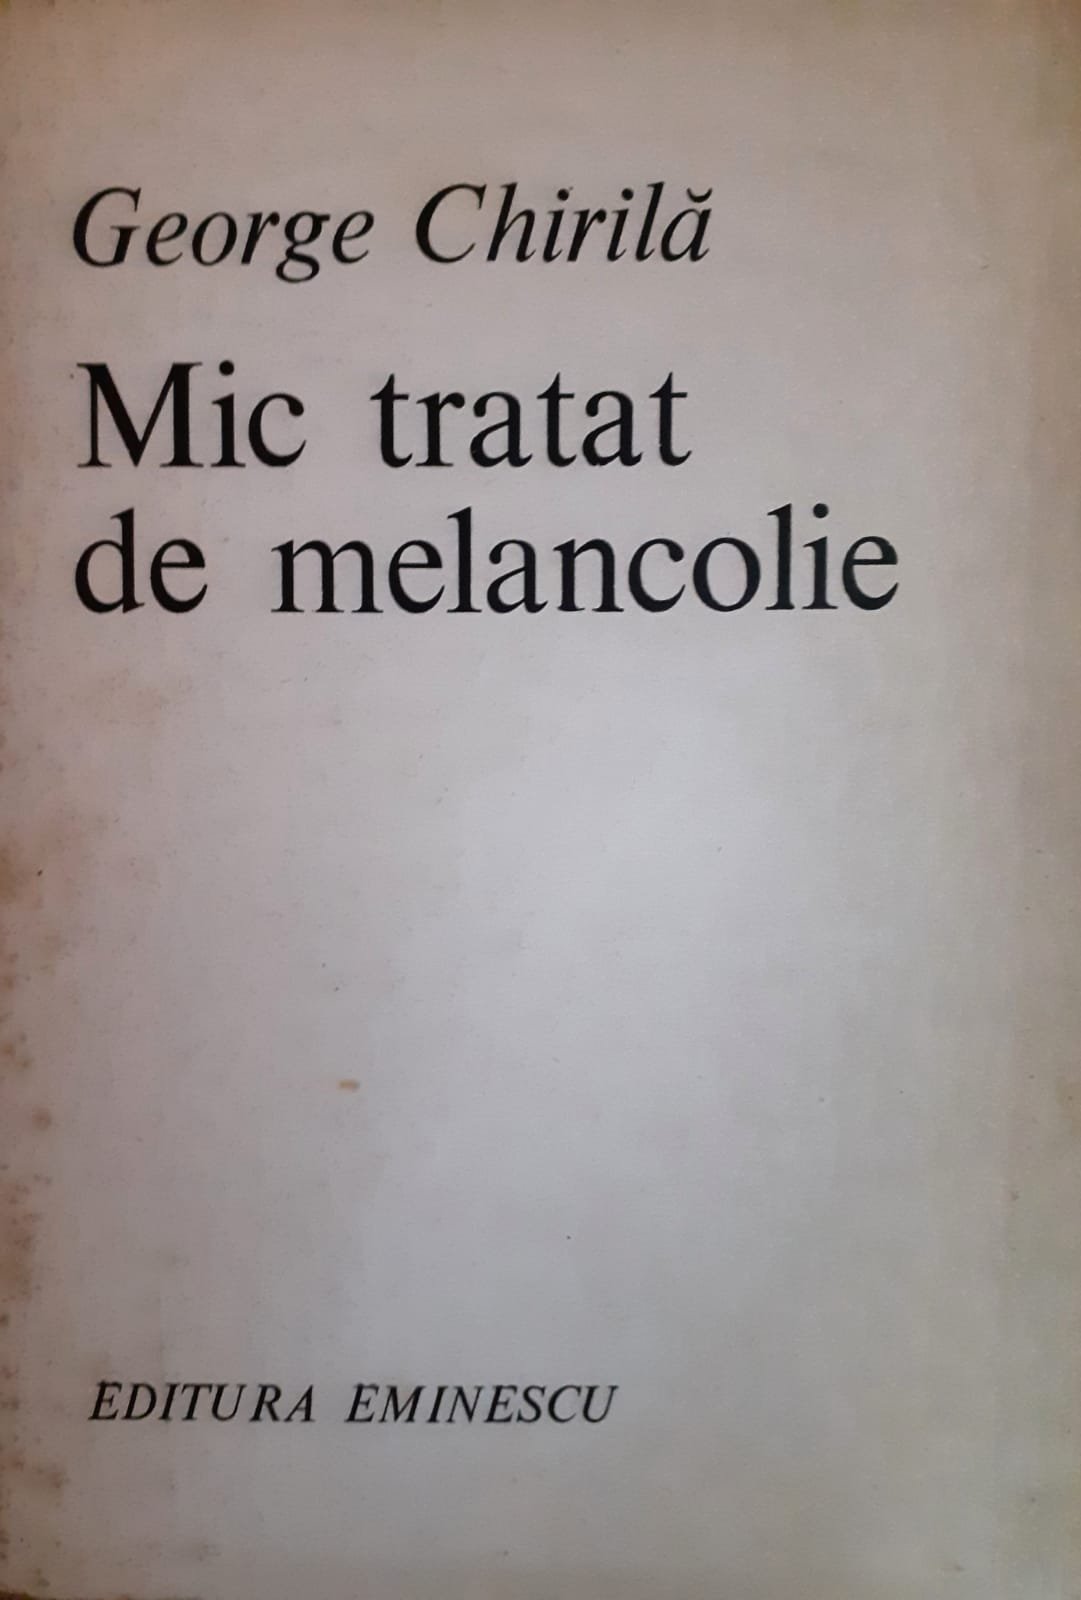 George Chirilă
Mic tratat
de melancolie
EDITURA EMINESCU